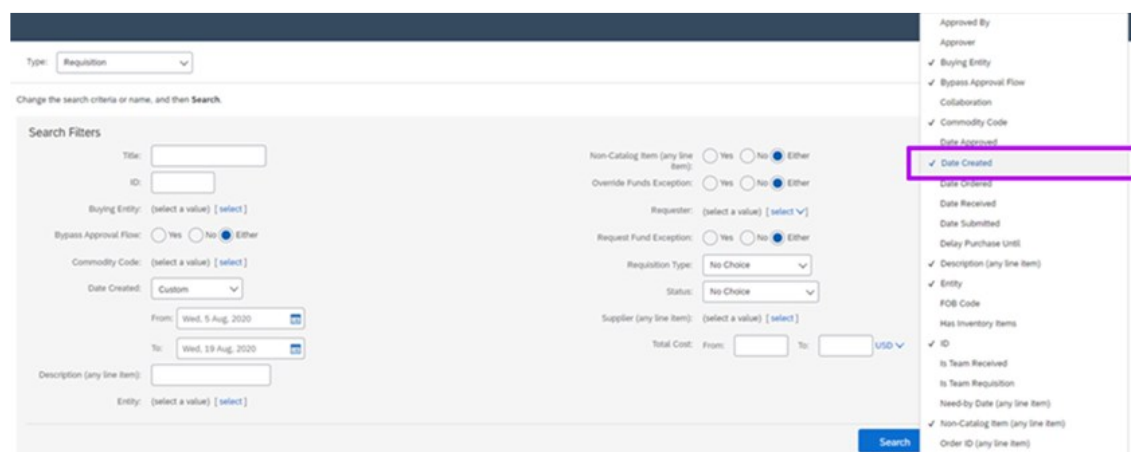 Type: Requisition
Change the search criteria or name, and then Search.
Search Filters
Title:
ID:
Buying Entity: (select a value) [ select ]
Bypass Approval Flow: Yes No Either
Commodity Code: (select a value) [ select ]
Date Created: Custom
From: Wed, 5 Aug, 2020
To: Wed, 19 Aug, 2020
Description (any line item):
Entity: (select a value) [ select ]
Non-Catalog Item (any line
item): Yes No Either
Override Funds Exception: Yes No Either
Requester: (select a value) [ select ]
Request Fund Exception: Yes No Either
Requisition Type: No Choice
Status: No Choice
Supplier (any line item): (select a value) [ select ]
Total Cost: From: To: USD
Search
Approved By
Approver
✓ Buying Entity
✓ Bypass Approval Flow
Collaboration
✓ Commodity Code
Date Approved
✓ Date Created
Date Ordered
Date Received
Date Submitted
Delay Purchase Until
✓ Description (any line item)
✓ Entity
FOB Code
Has Inventory Items
✓ ID
Is Team Received
Is Team Requisition
Need-by Date (any line item)
✓ Non-Catalog Item (any line item)
Order ID (any line item)